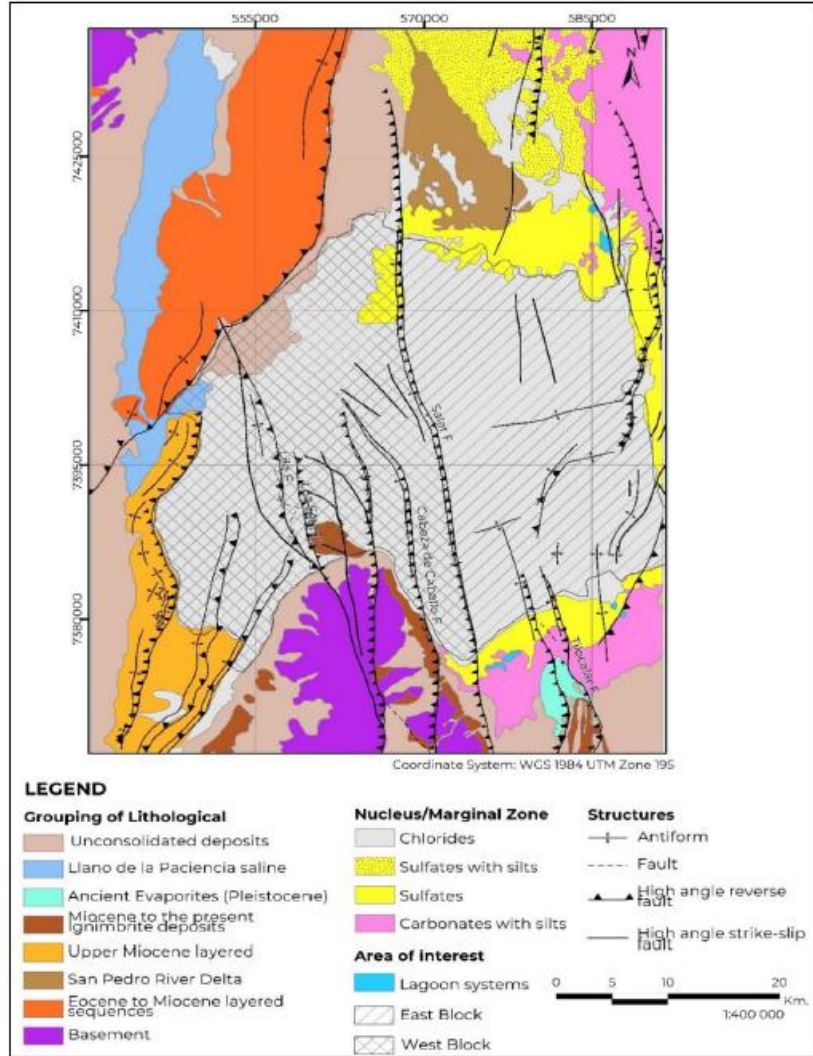 555000 570000 585000
N
7425000
7410000
7395000
7380000
Salar F.
Lila F.
Cabeza de Caballo F.
Tilocalar F.
Coordinate System: WGS 1984 UTM Zone 19S
LEGEND
Grouping of Lithological
Unconsolidated deposits
Llano de la Paciencia saline
Ancient Evaporites (Pleistocene)
Miocene to the present
Ignimbrite deposits
Upper Miocene layered
San Pedro River Delta
Eocene to Miocene layered
sequences
Basement
Nucleus/Marginal Zone
Chlorides
Sulfates with silts
Sulfates
Carbonates with silts
Area of interest
Lagoon systems
East Block
West Block
Structures
Antiform
Fault
High angle reverse
fault
High angle strike-slip
fault
0 5 10 20
Km.
1:400 000